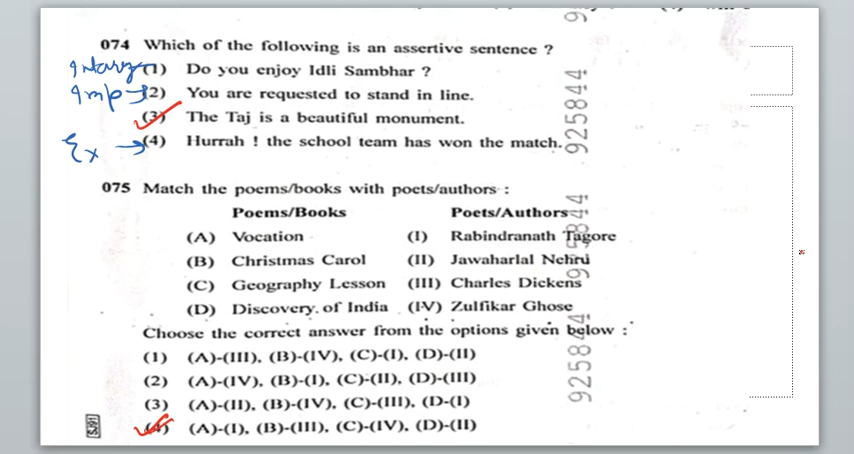 074 Which of the following is an assertive sentence ?
(1) Do you enjoy Idli Sambhar ?
Imp → (2) You are requested to stand in line.
(3) The Taj is a beautiful monument.
Ex → (4) Hurrah ! the school team has won the match.
075 Match the poems/books with poets/authors :
Poems/Books Poets/Authors
(A) Vocation (I) Rabindranath Tagore
(B) Christmas Carol (II) Jawaharlal Nehru
(C) Geography Lesson (III) Charles Dickens
(D) Discovery of India (IV) Zulfikar Ghose
Choose the correct answer from the options given below :
(1) (A)-(III), (B)-(IV), (C)-(I), (D)-(II)
(2) (A)-(IV), (B)-(I), (C)-(II), (D)-(III)
(3) (A)-(II), (B)-(IV), (C)-(III), (D-(I)
(4) (A)-(I), (B)-(III), (C)-(IV), (D)-(II)
925844
925844
925844
SJ91